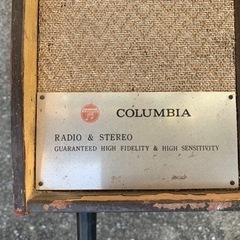 COLUMBIA
RADIO & STEREO
GUARANTEED HIGH FIDELITY & HIGH SENSITIVITY